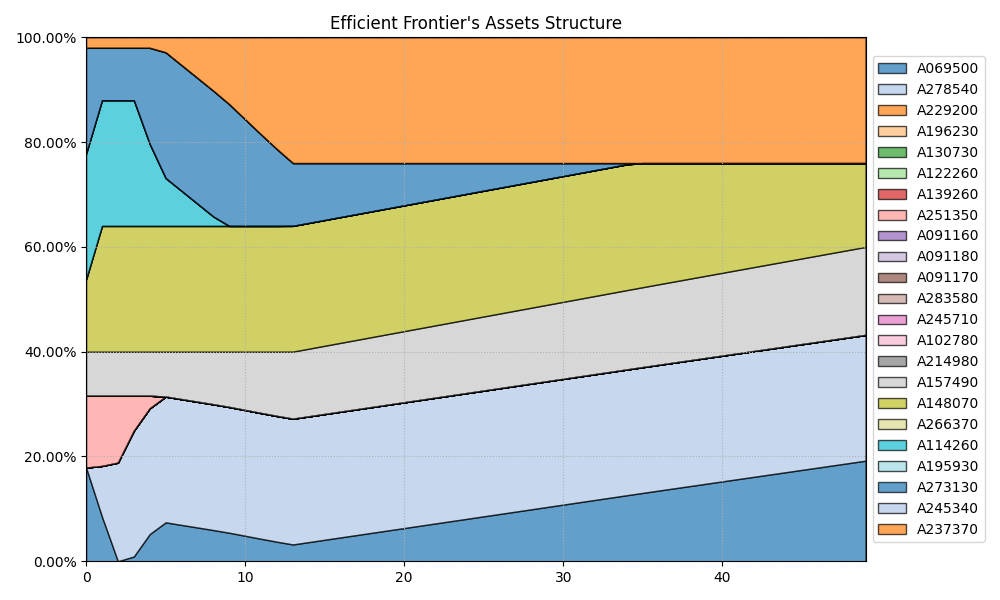 Efficient Frontier's Assets Structure
100.00%
80.00%
60.00%
40.00%
20.00%
0.00%
0
10
20
30
40
A069500
A278540
A229200
A196230
A130730
A122260
A139260
A251350
A091160
A091180
A091170
A283580
A245710
A102780
A214980
A157490
A148070
A266370
A114260
A195930
A273130
A245340
A237370